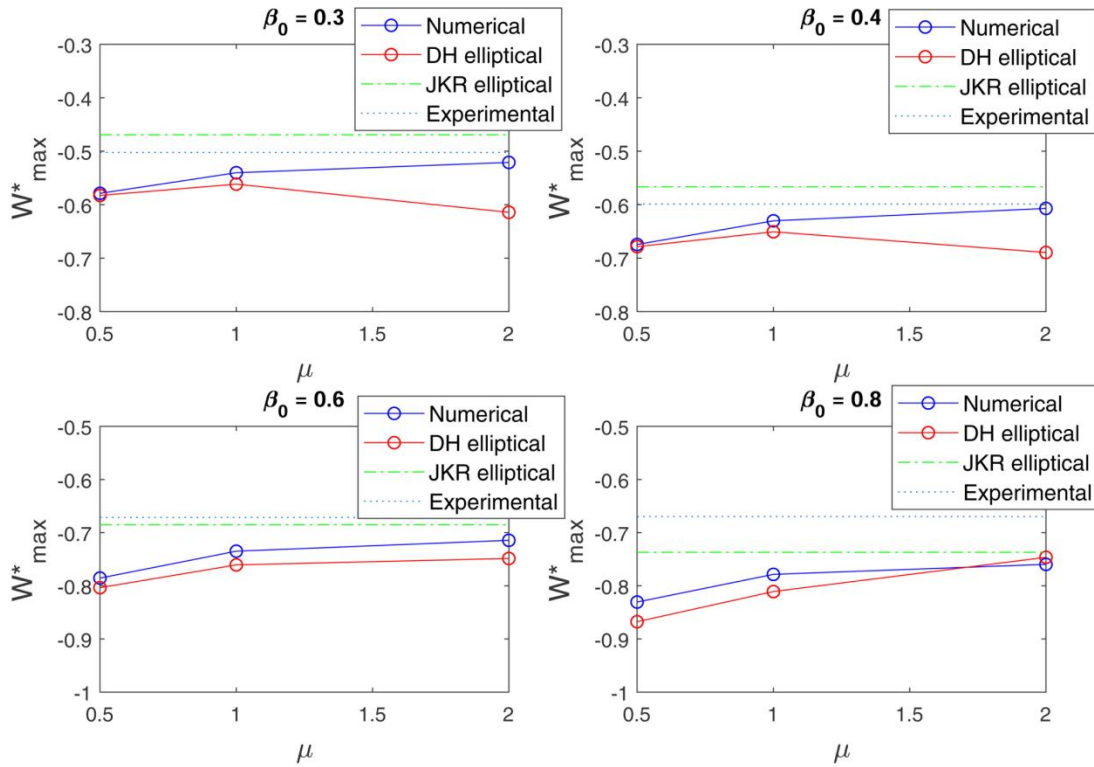 β₀ = 0.3
Numerical
DH elliptical
JKR elliptical
Experimental
-0.3
-0.4
-0.5
-0.6
-0.7
-0.8
W*max
0.5 1 1.5 2
μ
β₀ = 0.4
Numerical
DH elliptical
JKR elliptical
Experimental
-0.3
-0.4
-0.5
-0.6
-0.7
-0.8
W*max
0.5 1 1.5 2
μ
β₀ = 0.6
Numerical
DH elliptical
JKR elliptical
Experimental
-0.5
-0.6
-0.7
-0.8
-0.9
-1
W*max
0.5 1 1.5 2
μ
β₀ = 0.8
Numerical
DH elliptical
JKR elliptical
Experimental
-0.5
-0.6
-0.7
-0.8
-0.9
-1
W*max
0.5 1 1.5 2
μ